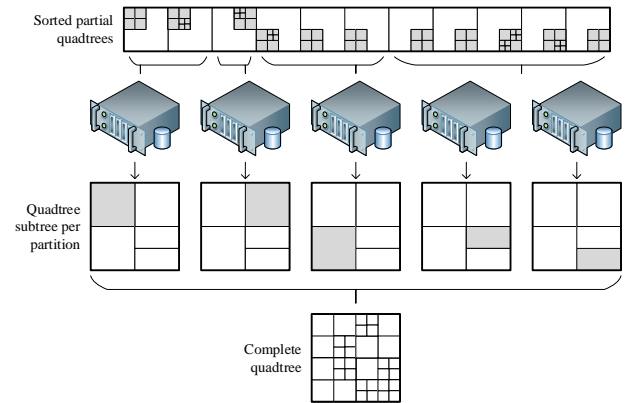 Sorted partial
quadtrees
Quadtree
subtree per
partition
Complete
quadtree